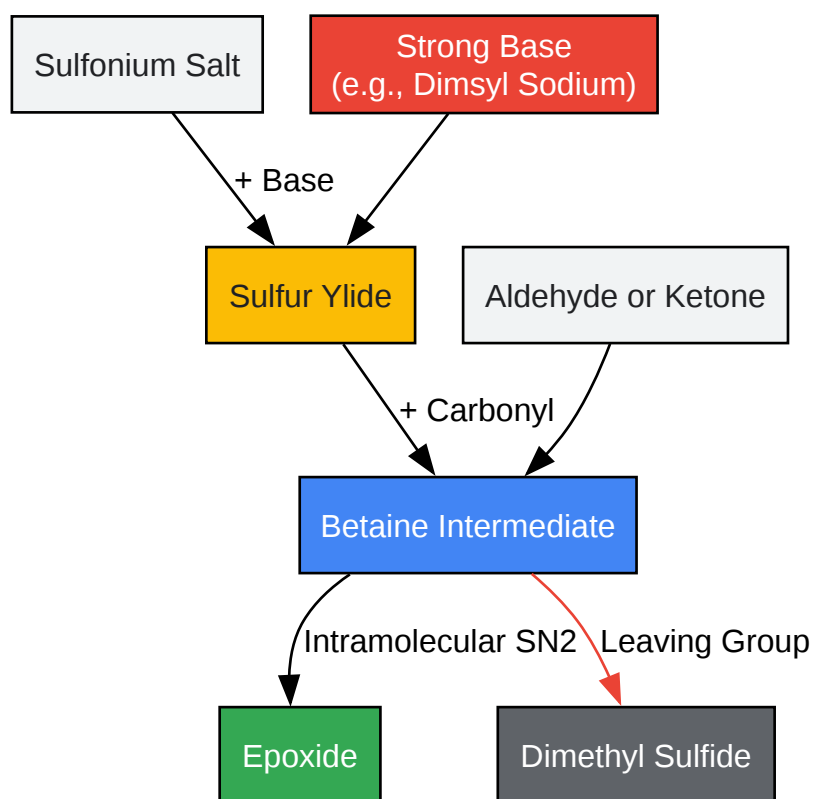 Sulfonium Salt
Strong Base
(e.g., Dimsyl Sodium)
+ Base
Sulfur Ylide
Aldehyde or Ketone
+ Carbonyl
Betaine Intermediate
Intramolecular SN2
Leaving Group
Epoxide
Dimethyl Sulfide